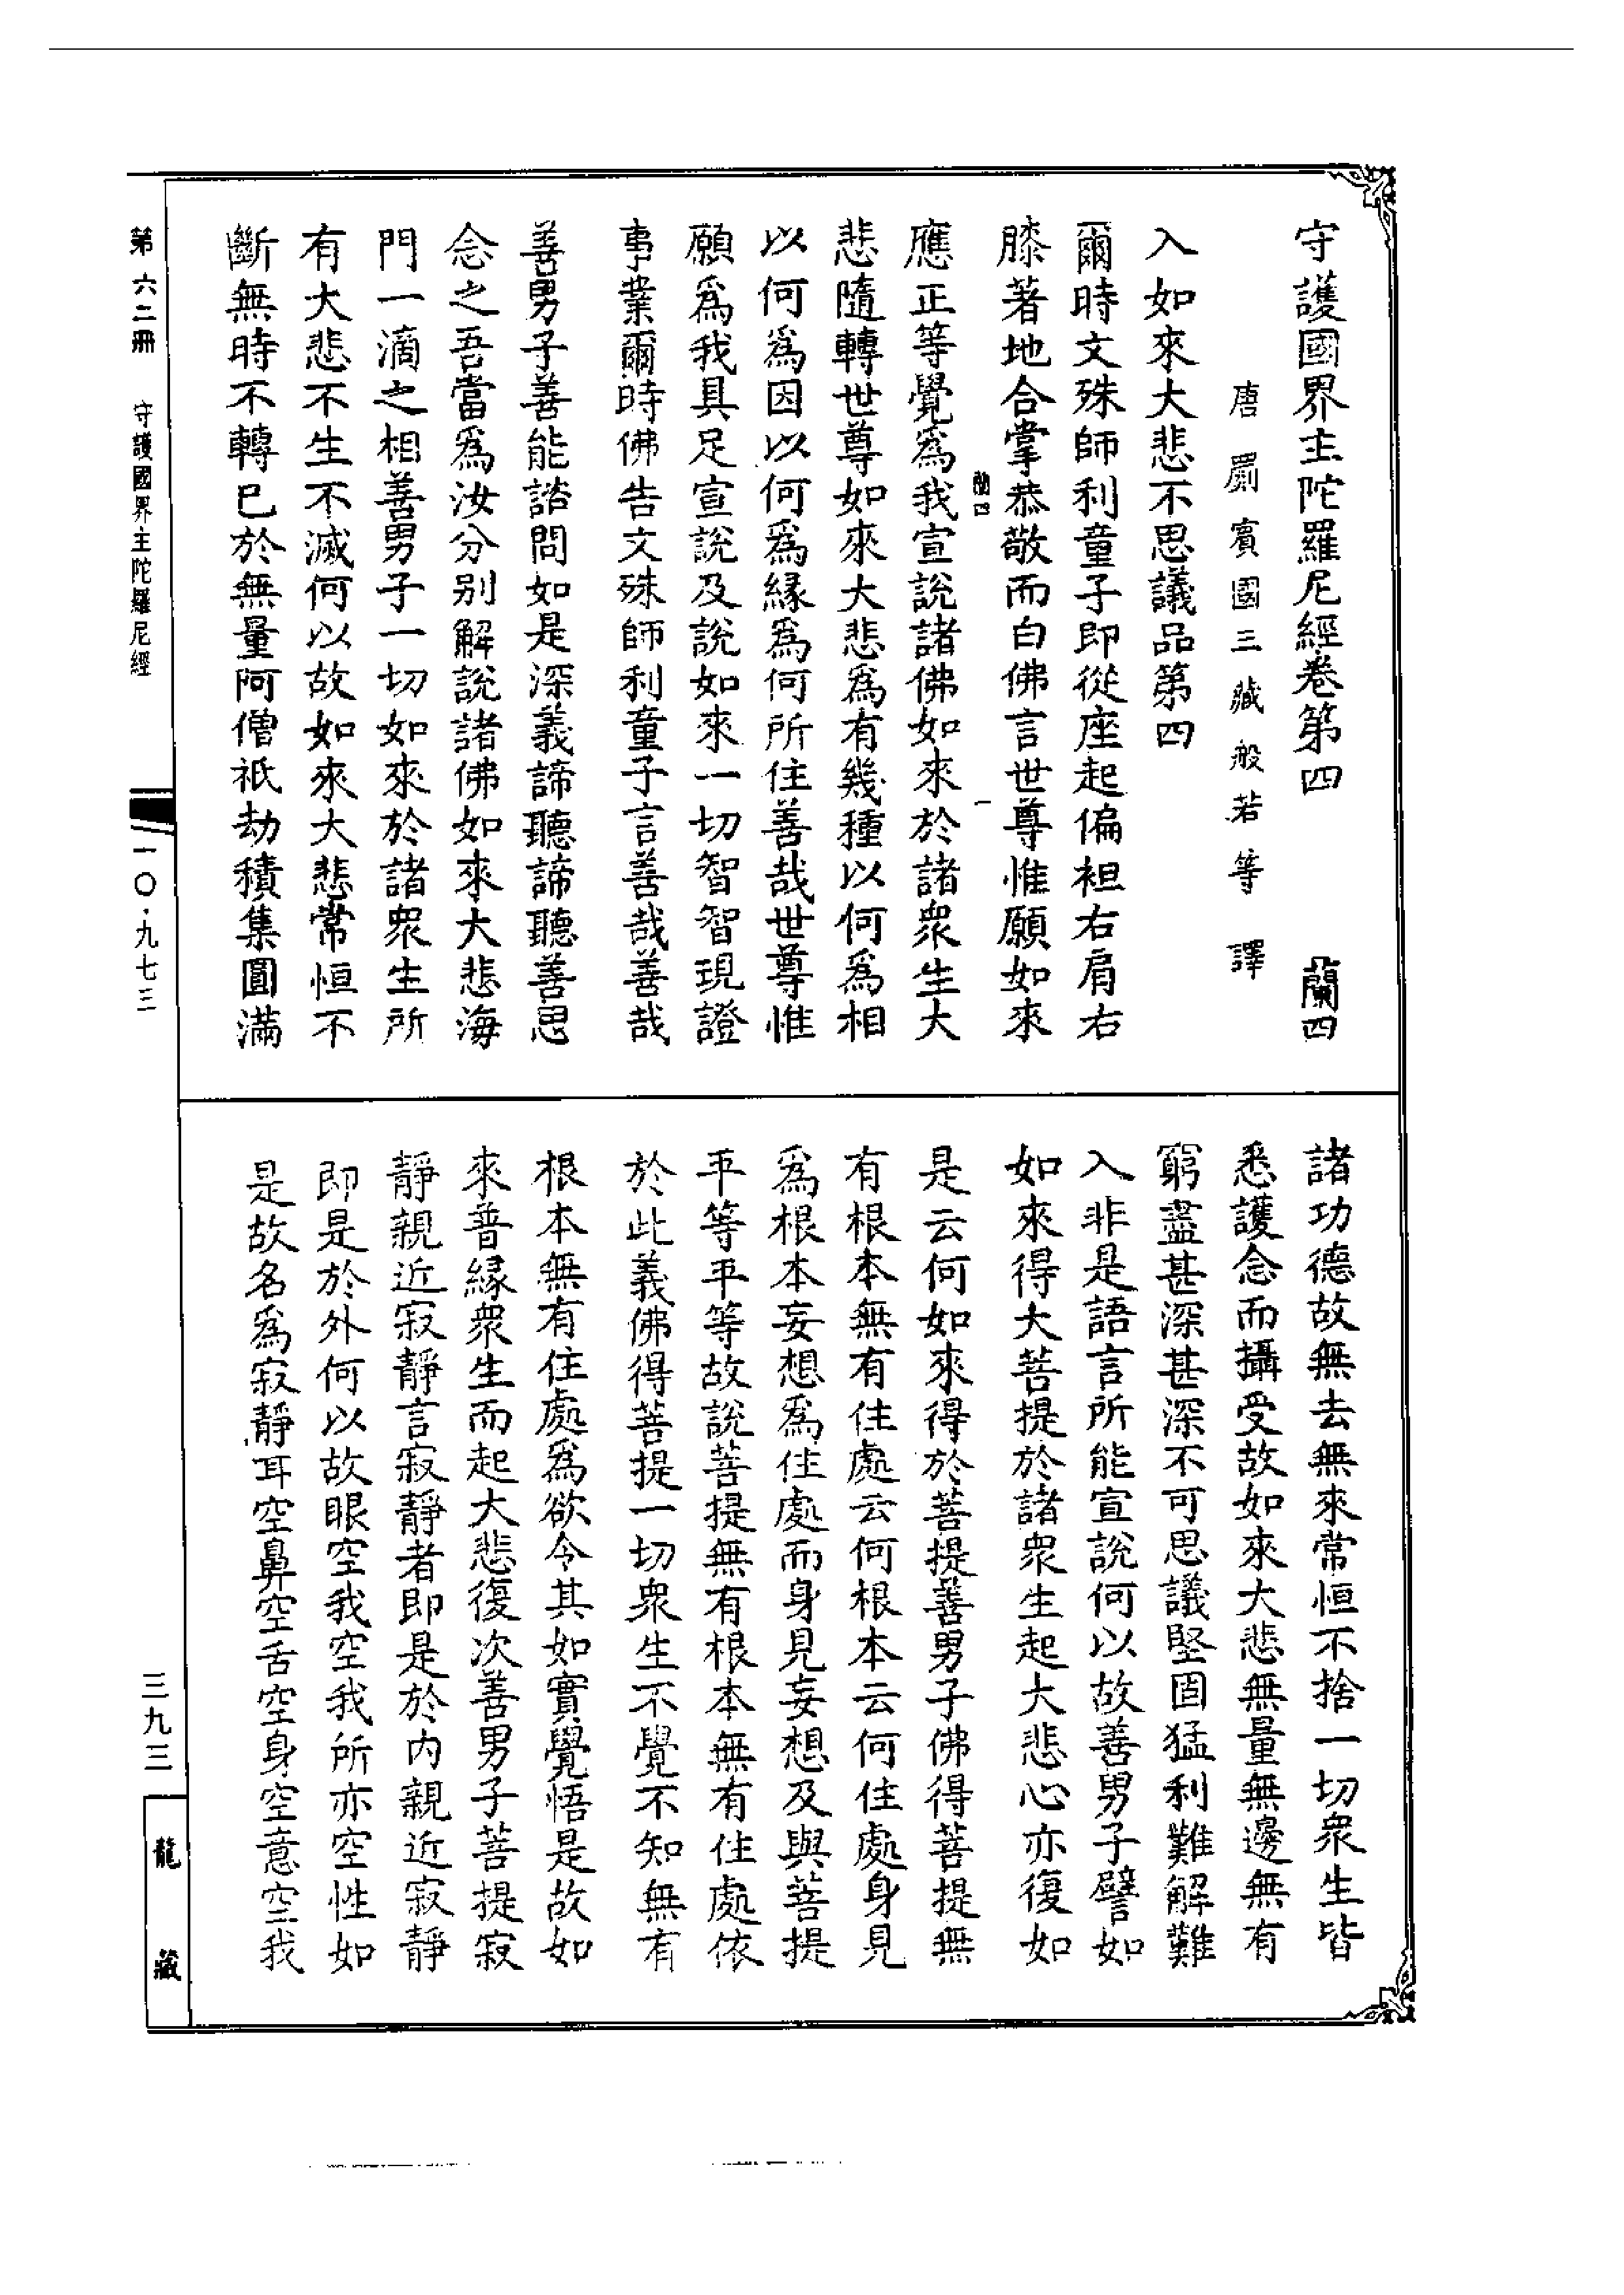 守護國界主陀羅尼經卷第四　蘭四
唐罽賓國三藏般若等譯
入如來大悲不思議品第四
爾時文殊師利童子即從座起偏袒右肩右
膝著地合掌恭敬而白佛言世尊惟願如來
蘭四
一
應正等覺爲我宣說諸佛如來於諸衆生大
悲隨轉世尊如來大悲爲有幾種以何爲相
以何爲因以何爲緣爲何所住善哉世尊惟
願爲我具足宣說及說如來一切智智現證
事業爾時佛告文殊師利童子言善哉善哉
善男子善能諮問如是深義諦聽諦聽善思
念之吾當爲汝分別解說諸佛如來大悲海
門一滴之相善男子一切如來於諸衆生所
有大悲不生不滅何以故如來大悲常恒不
斷無時不轉已於無量阿僧祇劫積集圓滿
諸功德故無去無來常恒不捨一切衆生皆
悉護念而攝受故如來大悲無量無邊無有
窮盡甚深甚深不可思議堅固猛利難解難
入非是語言所能宣說何以故善男子譬如
如來得大菩提於諸衆生起大悲心亦復如
是云何如來得於菩提善男子佛得菩提無
有根本無有住處云何根本云何住處身見
爲根本妄想爲住處而身見妄想及與菩提
平等平等故說菩提無有根本無有住處依
於此義佛得菩提一切衆生不覺不知無有
根本無有住處爲欲令其如實覺悟是故如
來普緣衆生而起大悲復次善男子菩提寂
靜親近寂靜言寂靜者即是於內親近寂靜
即是於外何以故眼空我空我所亦空性如
是故名爲寂靜耳空鼻空舌空身空意空我
第六二冊　守護國界主陀羅尼經
一〇·九七三
三九三
龍藏